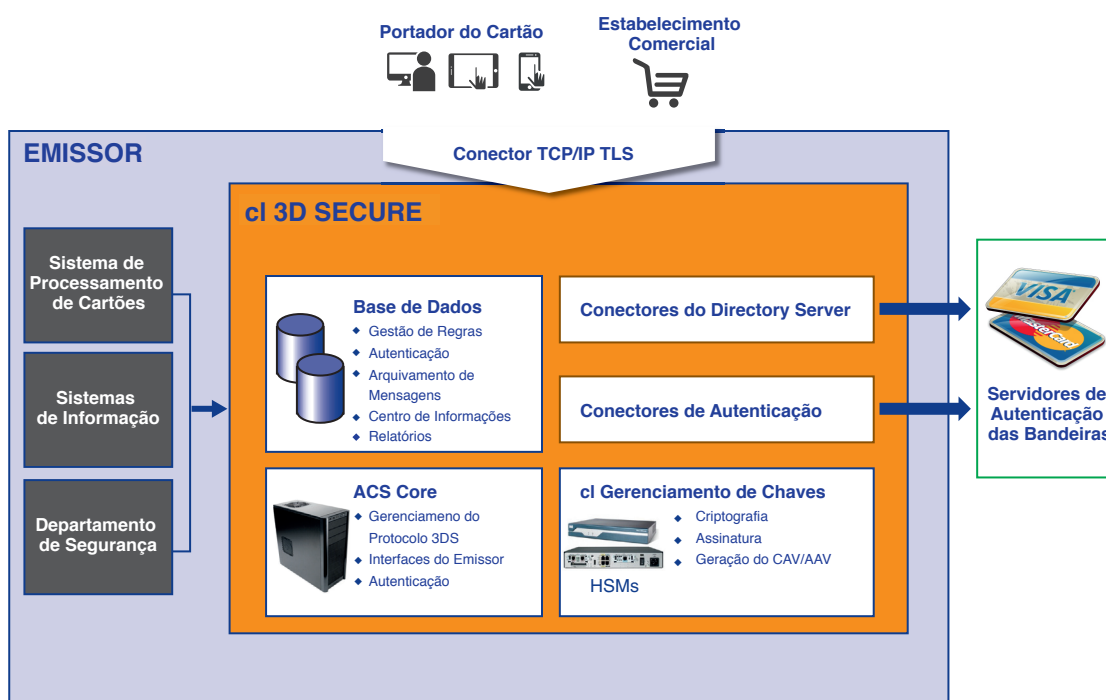 Portador do Cartão
Estabelecimento
Comercial
EMISSOR
Conector TCP/IP TLS
cl 3D SECURE
Sistema de
Processamento
de Cartões
Sistemas
de Informação
Departamento
de Segurança
Base de Dados
Gestão de Regras
Autenticação
Arquivamento de
Mensagens
Centro de Informações
Relatórios
Conectores do Directory Server
Conectores de Autenticação
ACS Core
Gerenciameno do
Protocolo 3DS
Interfaces do Emissor
Autenticação
cl Gerenciamento de Chaves
Criptografia
Assinatura
Geração do CAV/AAV
HSMs
VISA
MasterCard
Servidores de
Autenticação
das Bandeiras